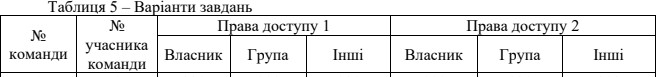 Таблиця 5 – Варіанти завдань
№ команди
№ учасника команди
Права доступу 1
Права доступу 2
Власник Група Інші Власник Група Інші